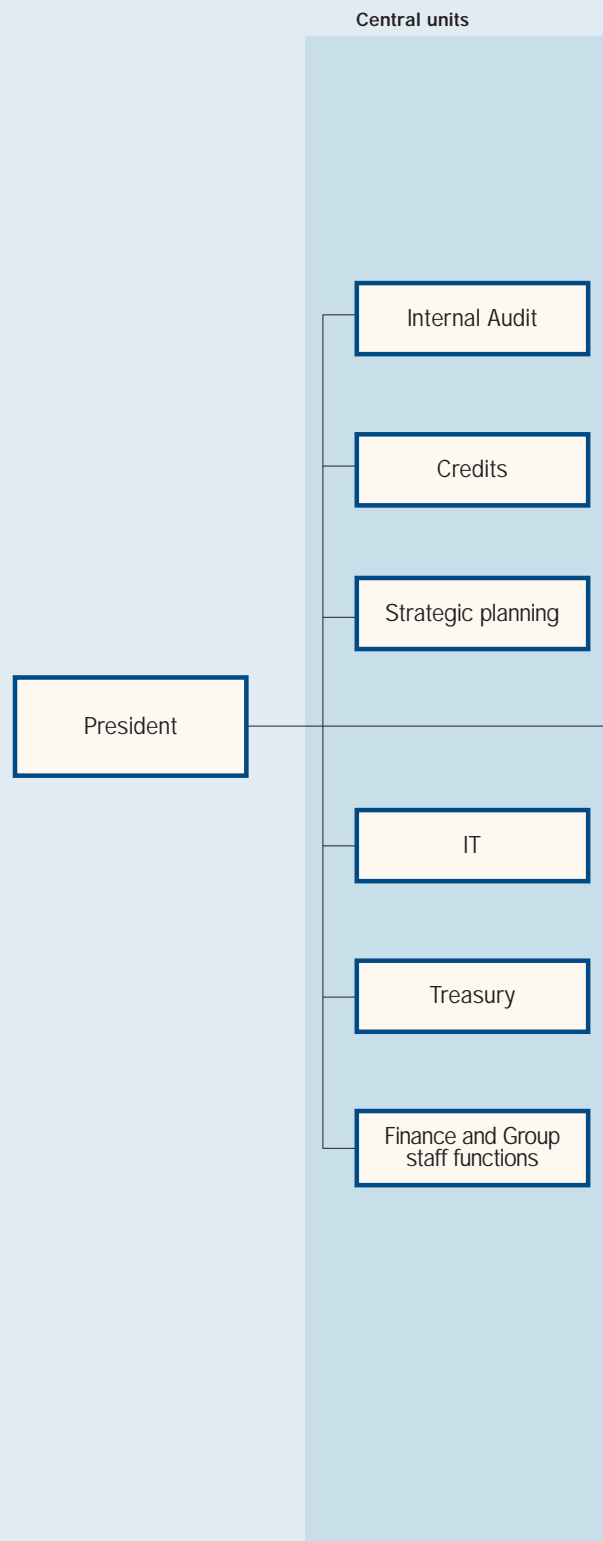 Central units
Internal Audit
Credits
Strategic planning
President
IT
Treasury
Finance and Group
staff functions